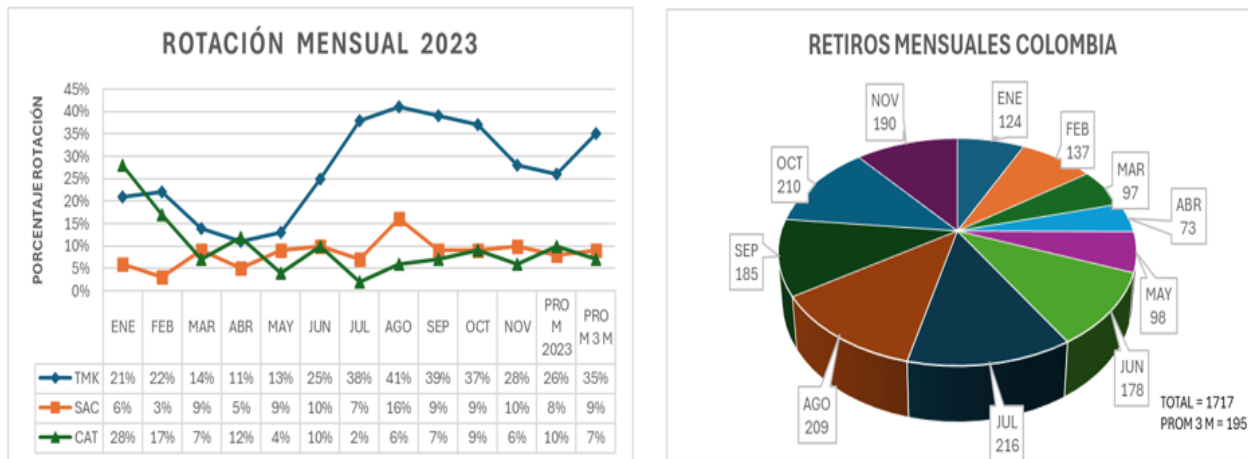 ROTACIÓN MENSUAL 2023
PORCENTAJE ROTACIÓN
45%
40%
35%
30%
25%
20%
15%
10%
5%
0%
ENE FEB MAR ABR MAY JUN JUL AGO SEP OCT NOV PRO M 2023 PRO M 3 M
TMK 21% 22% 14% 11% 13% 25% 38% 41% 39% 37% 28% 26% 35%
SAC 6% 3% 9% 5% 9% 10% 7% 16% 9% 9% 10% 8% 9%
CAT 28% 17% 7% 12% 4% 10% 2% 6% 7% 9% 6% 10% 7%
RETIROS MENSUALES COLOMBIA
ENE
124
FEB
137
MAR
97
ABR
73
MAY
98
JUN
178
JUL
216
AGO
209
SEP
185
OCT
210
NOV
190
TOTAL = 1717
PROM 3 M = 195